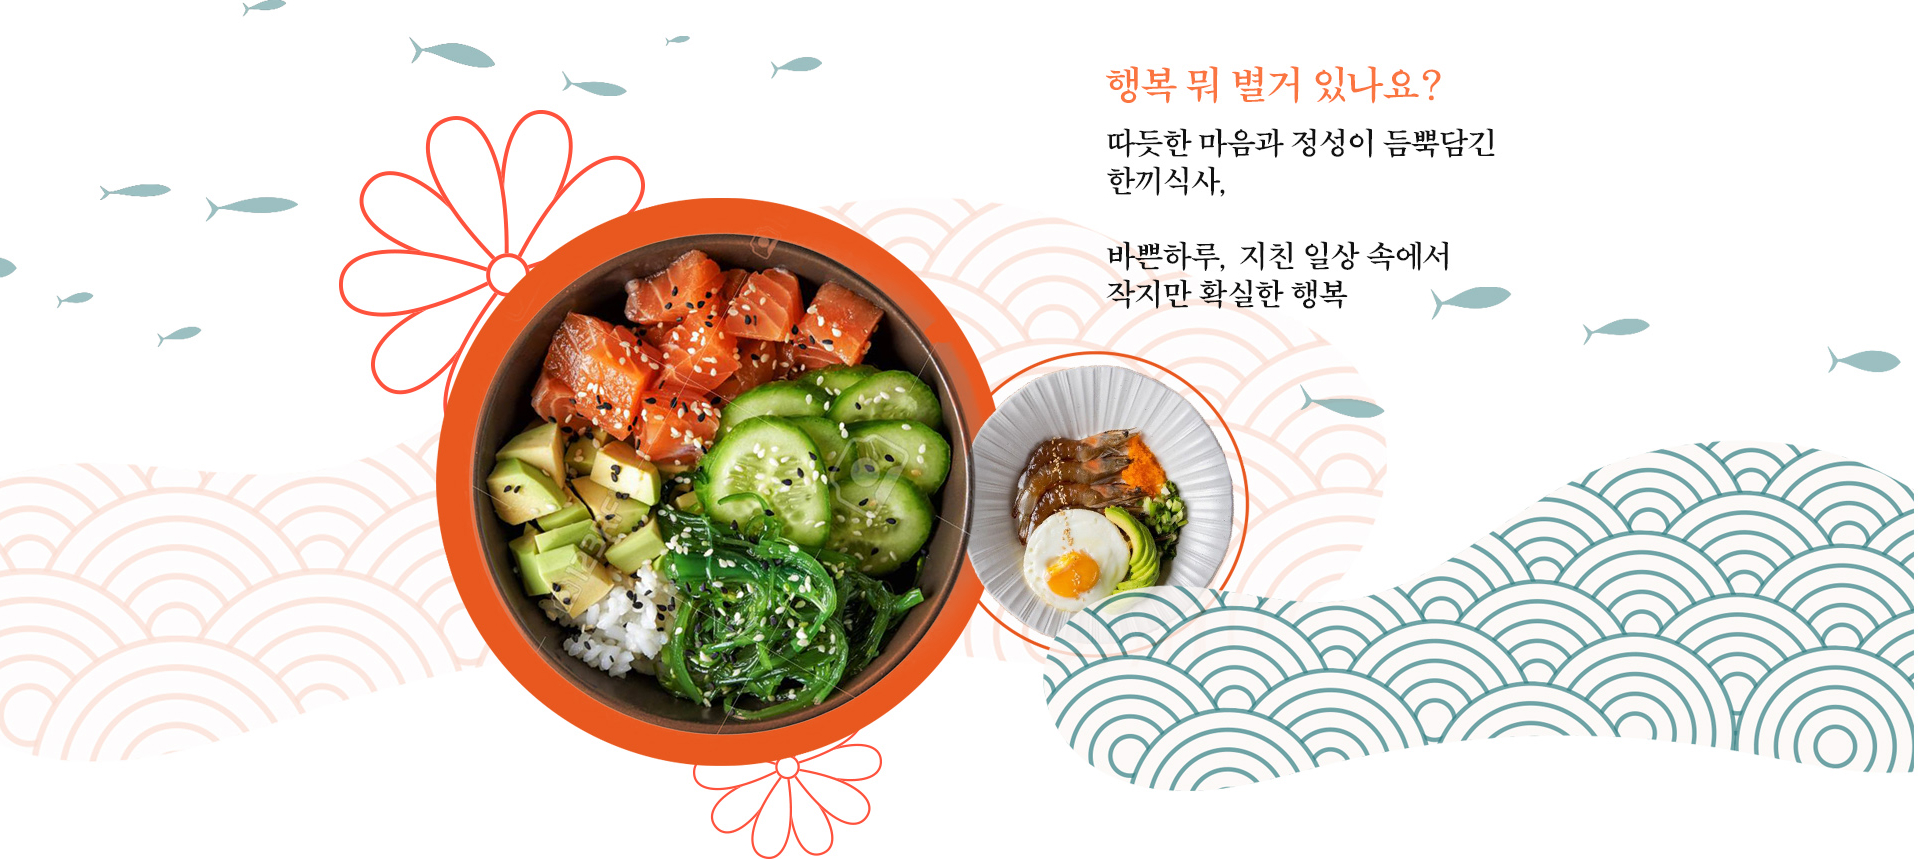 행복 뭐 별거 있나요?
따듯한 마음과 정성이 듬뿍담긴
한끼식사,
바쁜하루, 지친 일상 속에서
작지만 확실한 행복